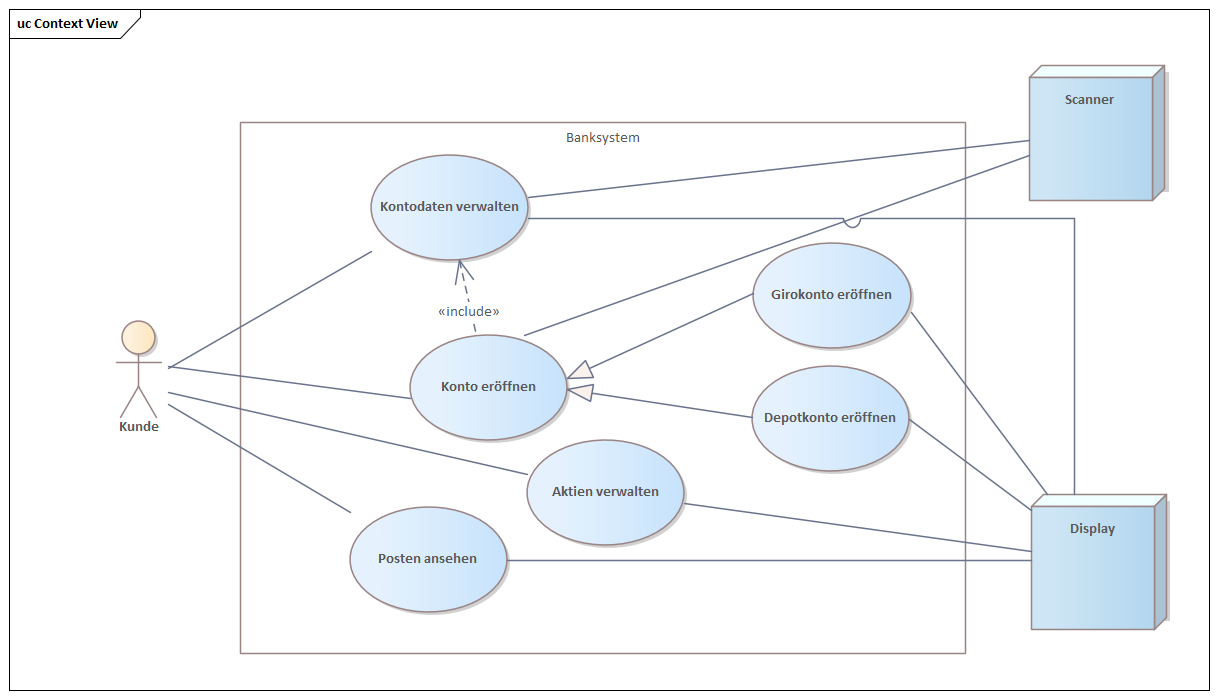 uc Context View
Scanner
Banksystem
Kontodaten verwalten
Girokonto eröffnen
«include»
Konto eröffnen
Depotkonto eröffnen
Kunde
Aktien verwalten
Display
Posten ansehen